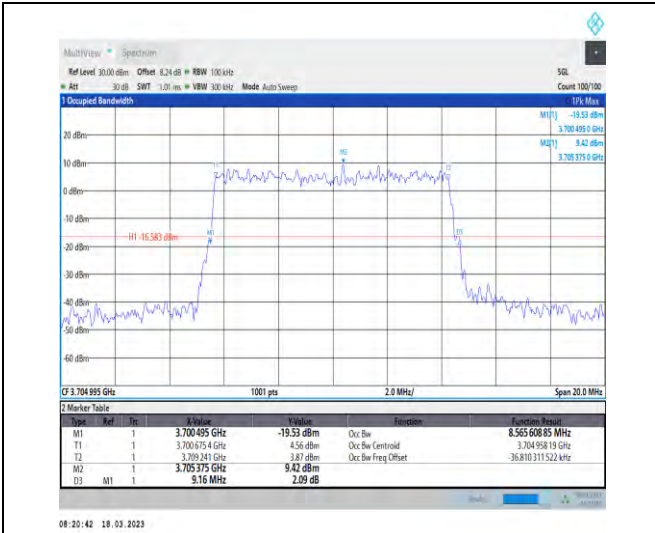 MultiView Spectrum
Ref Level 30.00 dBm Offset 8.24 dB RBW 100 kHz SGL
Att 30 dB SWT 1.01 ms VBW 300 kHz Mode Auto Sweep Count 100/100
1 Occupied Bandwidth 1Pk Max
M1[1] -19.53 dBm
3.700 495 0 GHz
M2[1] 9.42 dBm
3.705 375 0 GHz
20 dBm
M2
10 dBm
T1 T2
0 dBm
-10 dBm
M1 D3
H1 -16.583 dBm
-20 dBm
-30 dBm
-40 dBm
-50 dBm
-60 dBm
CF 3.704 995 GHz 1001 pts 2.0 MHz/ Span 20.0 MHz
2 Marker Table
Type Ref Trc X-Value Y-Value Function Function Result
M1 1 3.700495 GHz -19.53 dBm Occ Bw 8.565 608 85 MHz
T1 1 3.700 675 4 GHz 4.56 dBm Occ Bw Centroid 3.704 958 19 GHz
T2 1 3.709 241 GHz 3.87 dBm Occ Bw Freq Offset -36.810 311 522 kHz
M2 1 3.705375 GHz 9.42 dBm
D3 M1 1 9.16 MHz 2.09 dB
08:20:42 18.03.2023